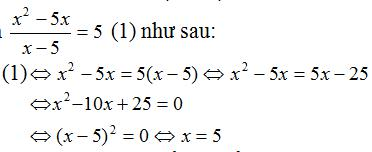 (x² − 5x)/(x − 5) = 5 (1) như sau:
(1) ⇔ x² − 5x = 5(x − 5) ⇔ x² − 5x = 5x − 25
⇔ x² − 10x + 25 = 0
⇔ (x − 5)² = 0 ⇔ x = 5